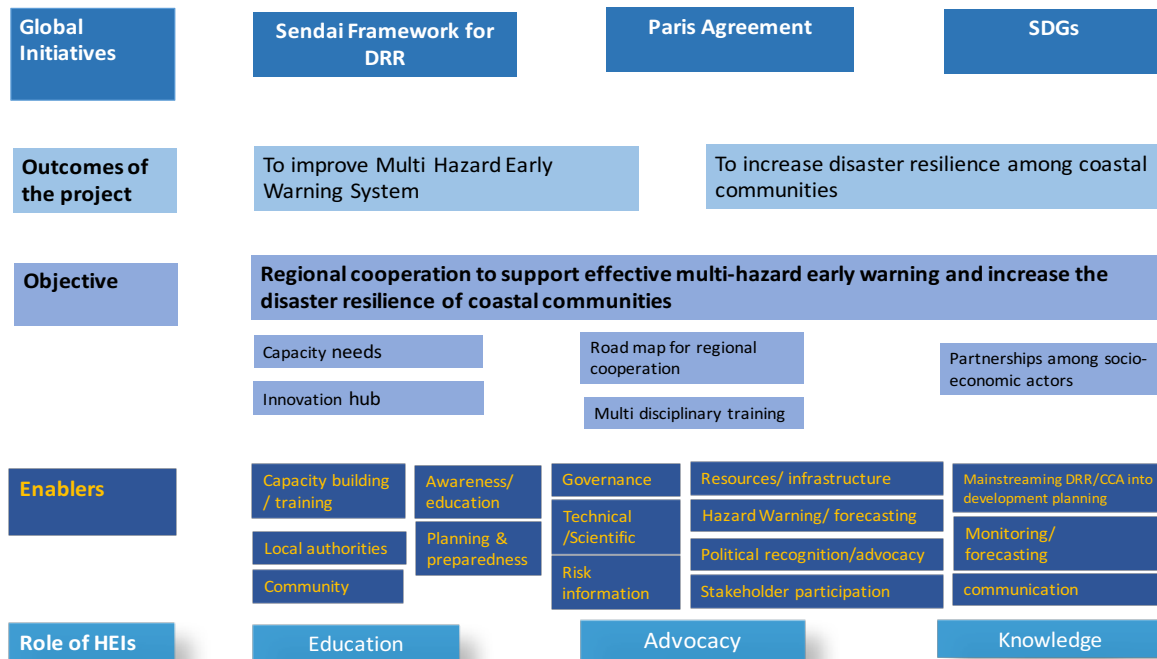 Global
Initiatives
Sendai Framework for
DRR
Paris Agreement
SDGs
Outcomes of
the project
To improve Multi Hazard Early
Warning System
To increase disaster resilience among coastal
communities
Objective
Regional cooperation to support effective multi-hazard early warning and increase the
disaster resilience of coastal communities
Capacity needs
Innovation hub
Road map for regional
cooperation
Multi disciplinary training
Partnerships among socio-
economic actors
Enablers
Capacity building
/ training
Local authorities
Community
Awareness/
education
Planning &
preparedness
Governance
Technical
/Scientific
Risk
information
Resources/ infrastructure
Hazard Warning/ forecasting
Political recognition/advocacy
Stakeholder participation
Mainstreaming DRR/CCA into
development planning
Monitoring/
forecasting
communication
Role of HEIs
Education
Advocacy
Knowledge